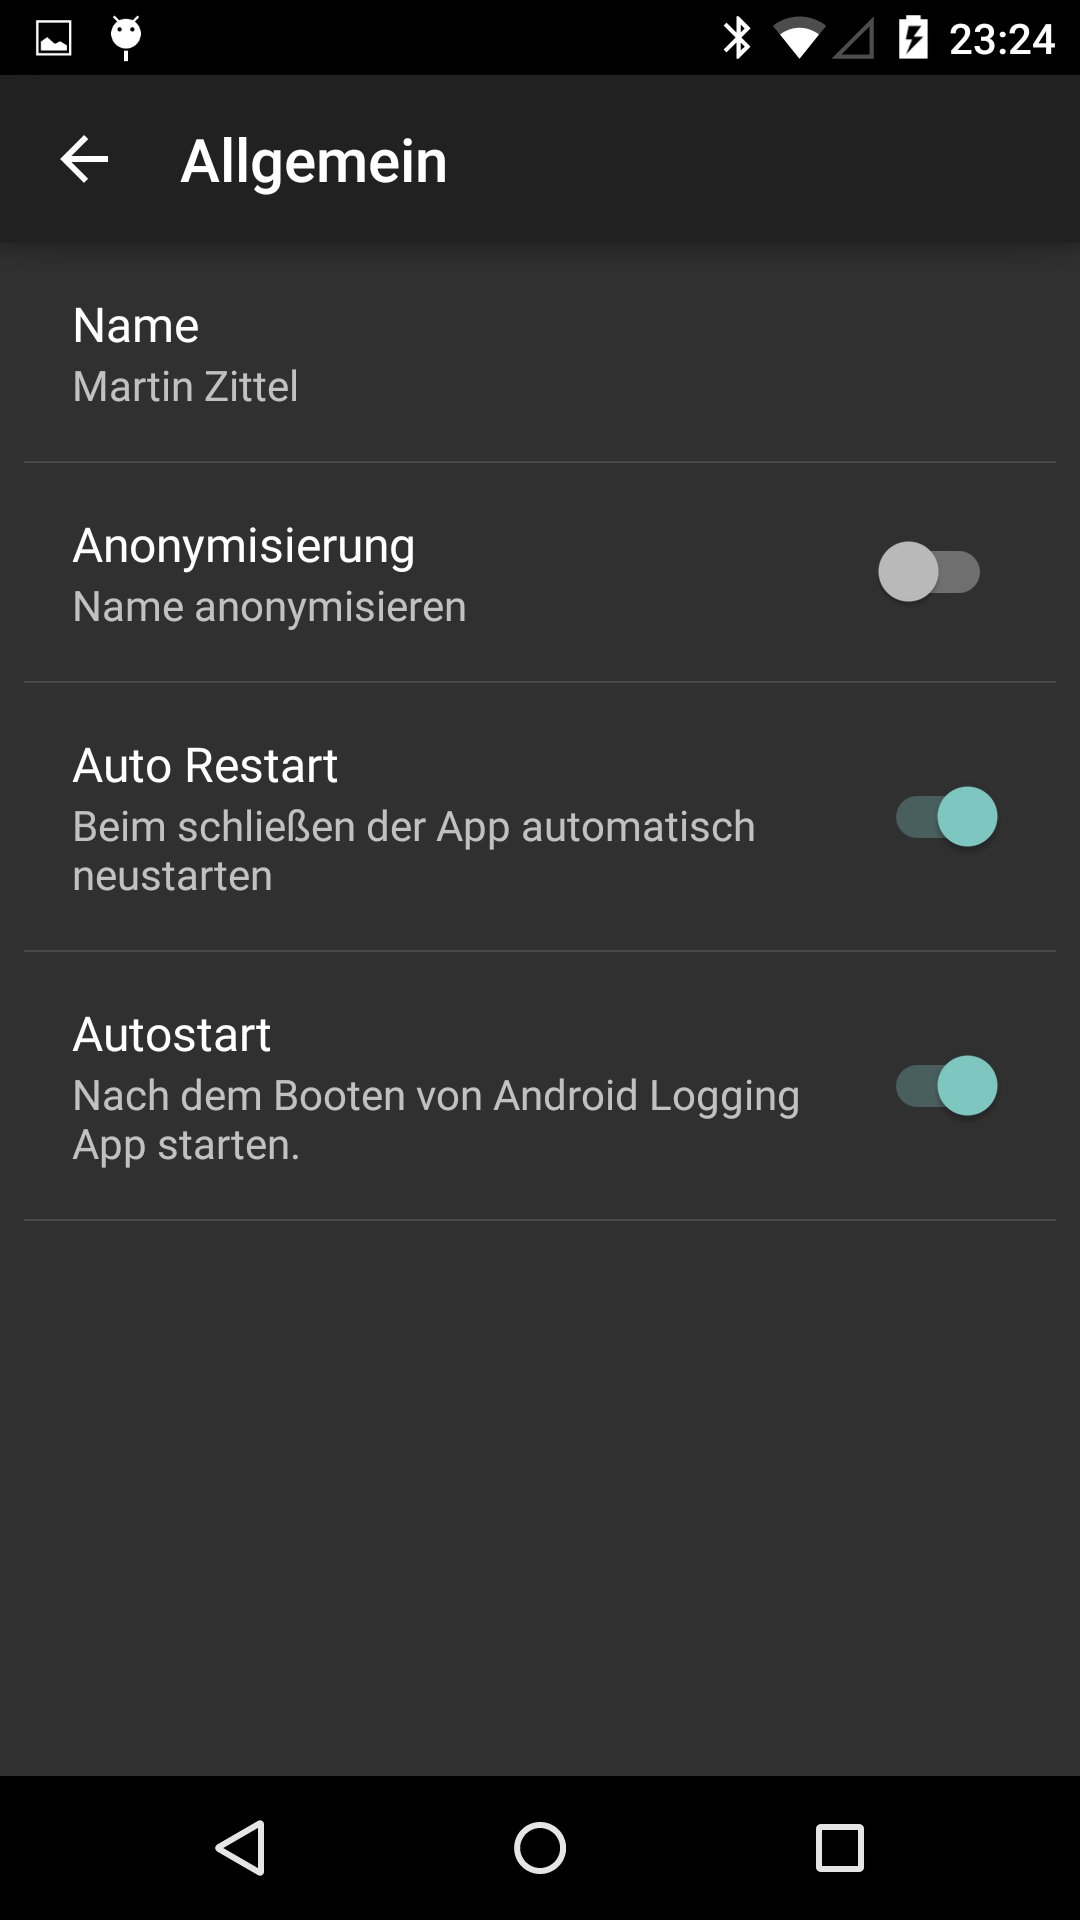 23:24
Allgemein
Name
Martin Zittel
Anonymisierung
Name anonymisieren
Auto Restart
Beim schließen der App automatisch
neustarten
Autostart
Nach dem Booten von Android Logging
App starten.